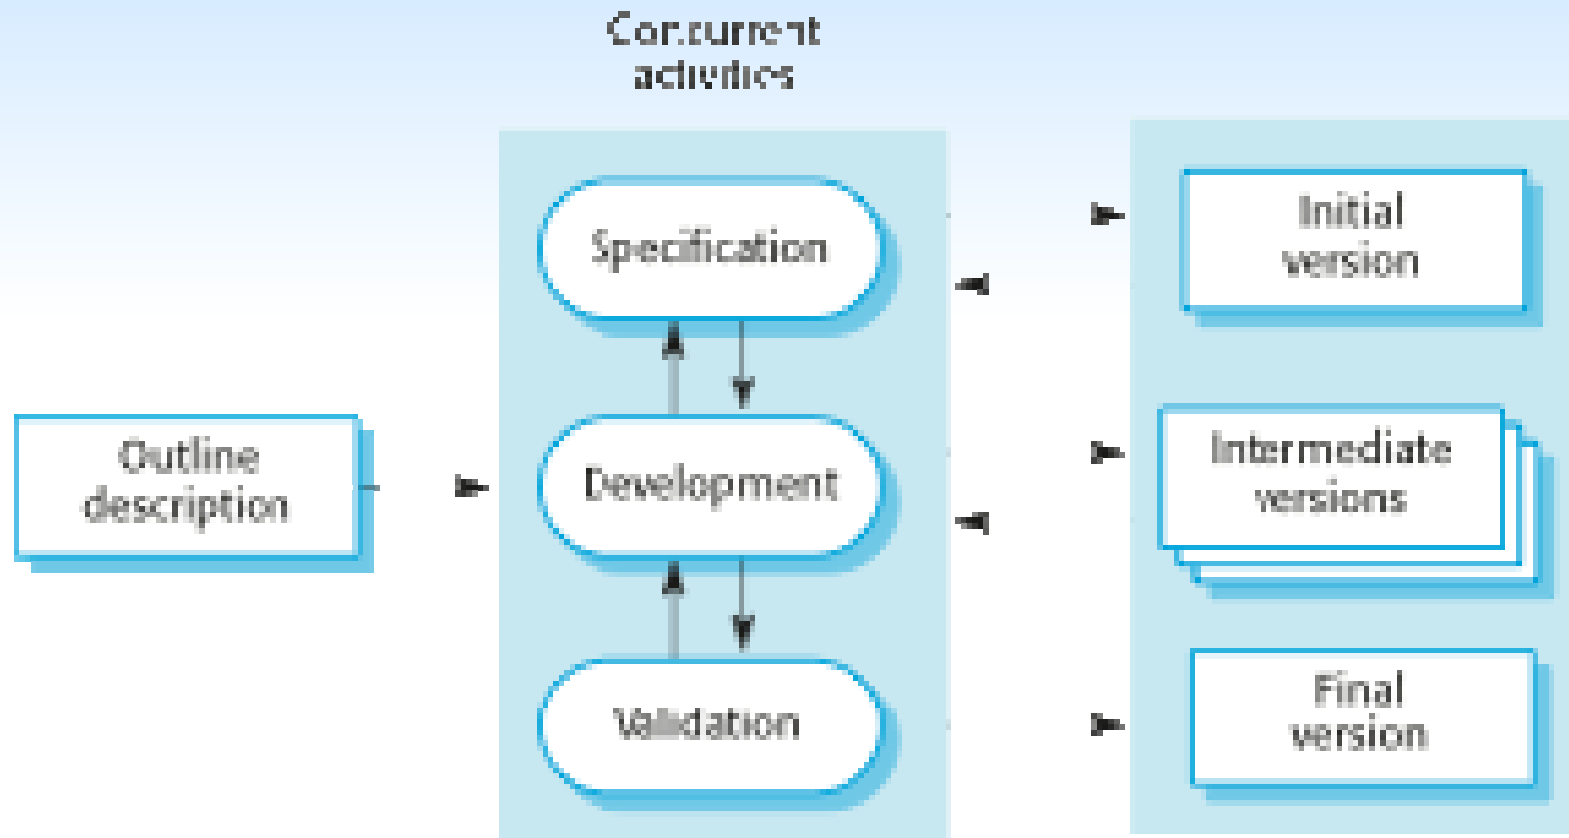 Concurrent
activities
Specification
Initial
version
Outline
description
Development
Intermediate
versions
Validation
Final
version